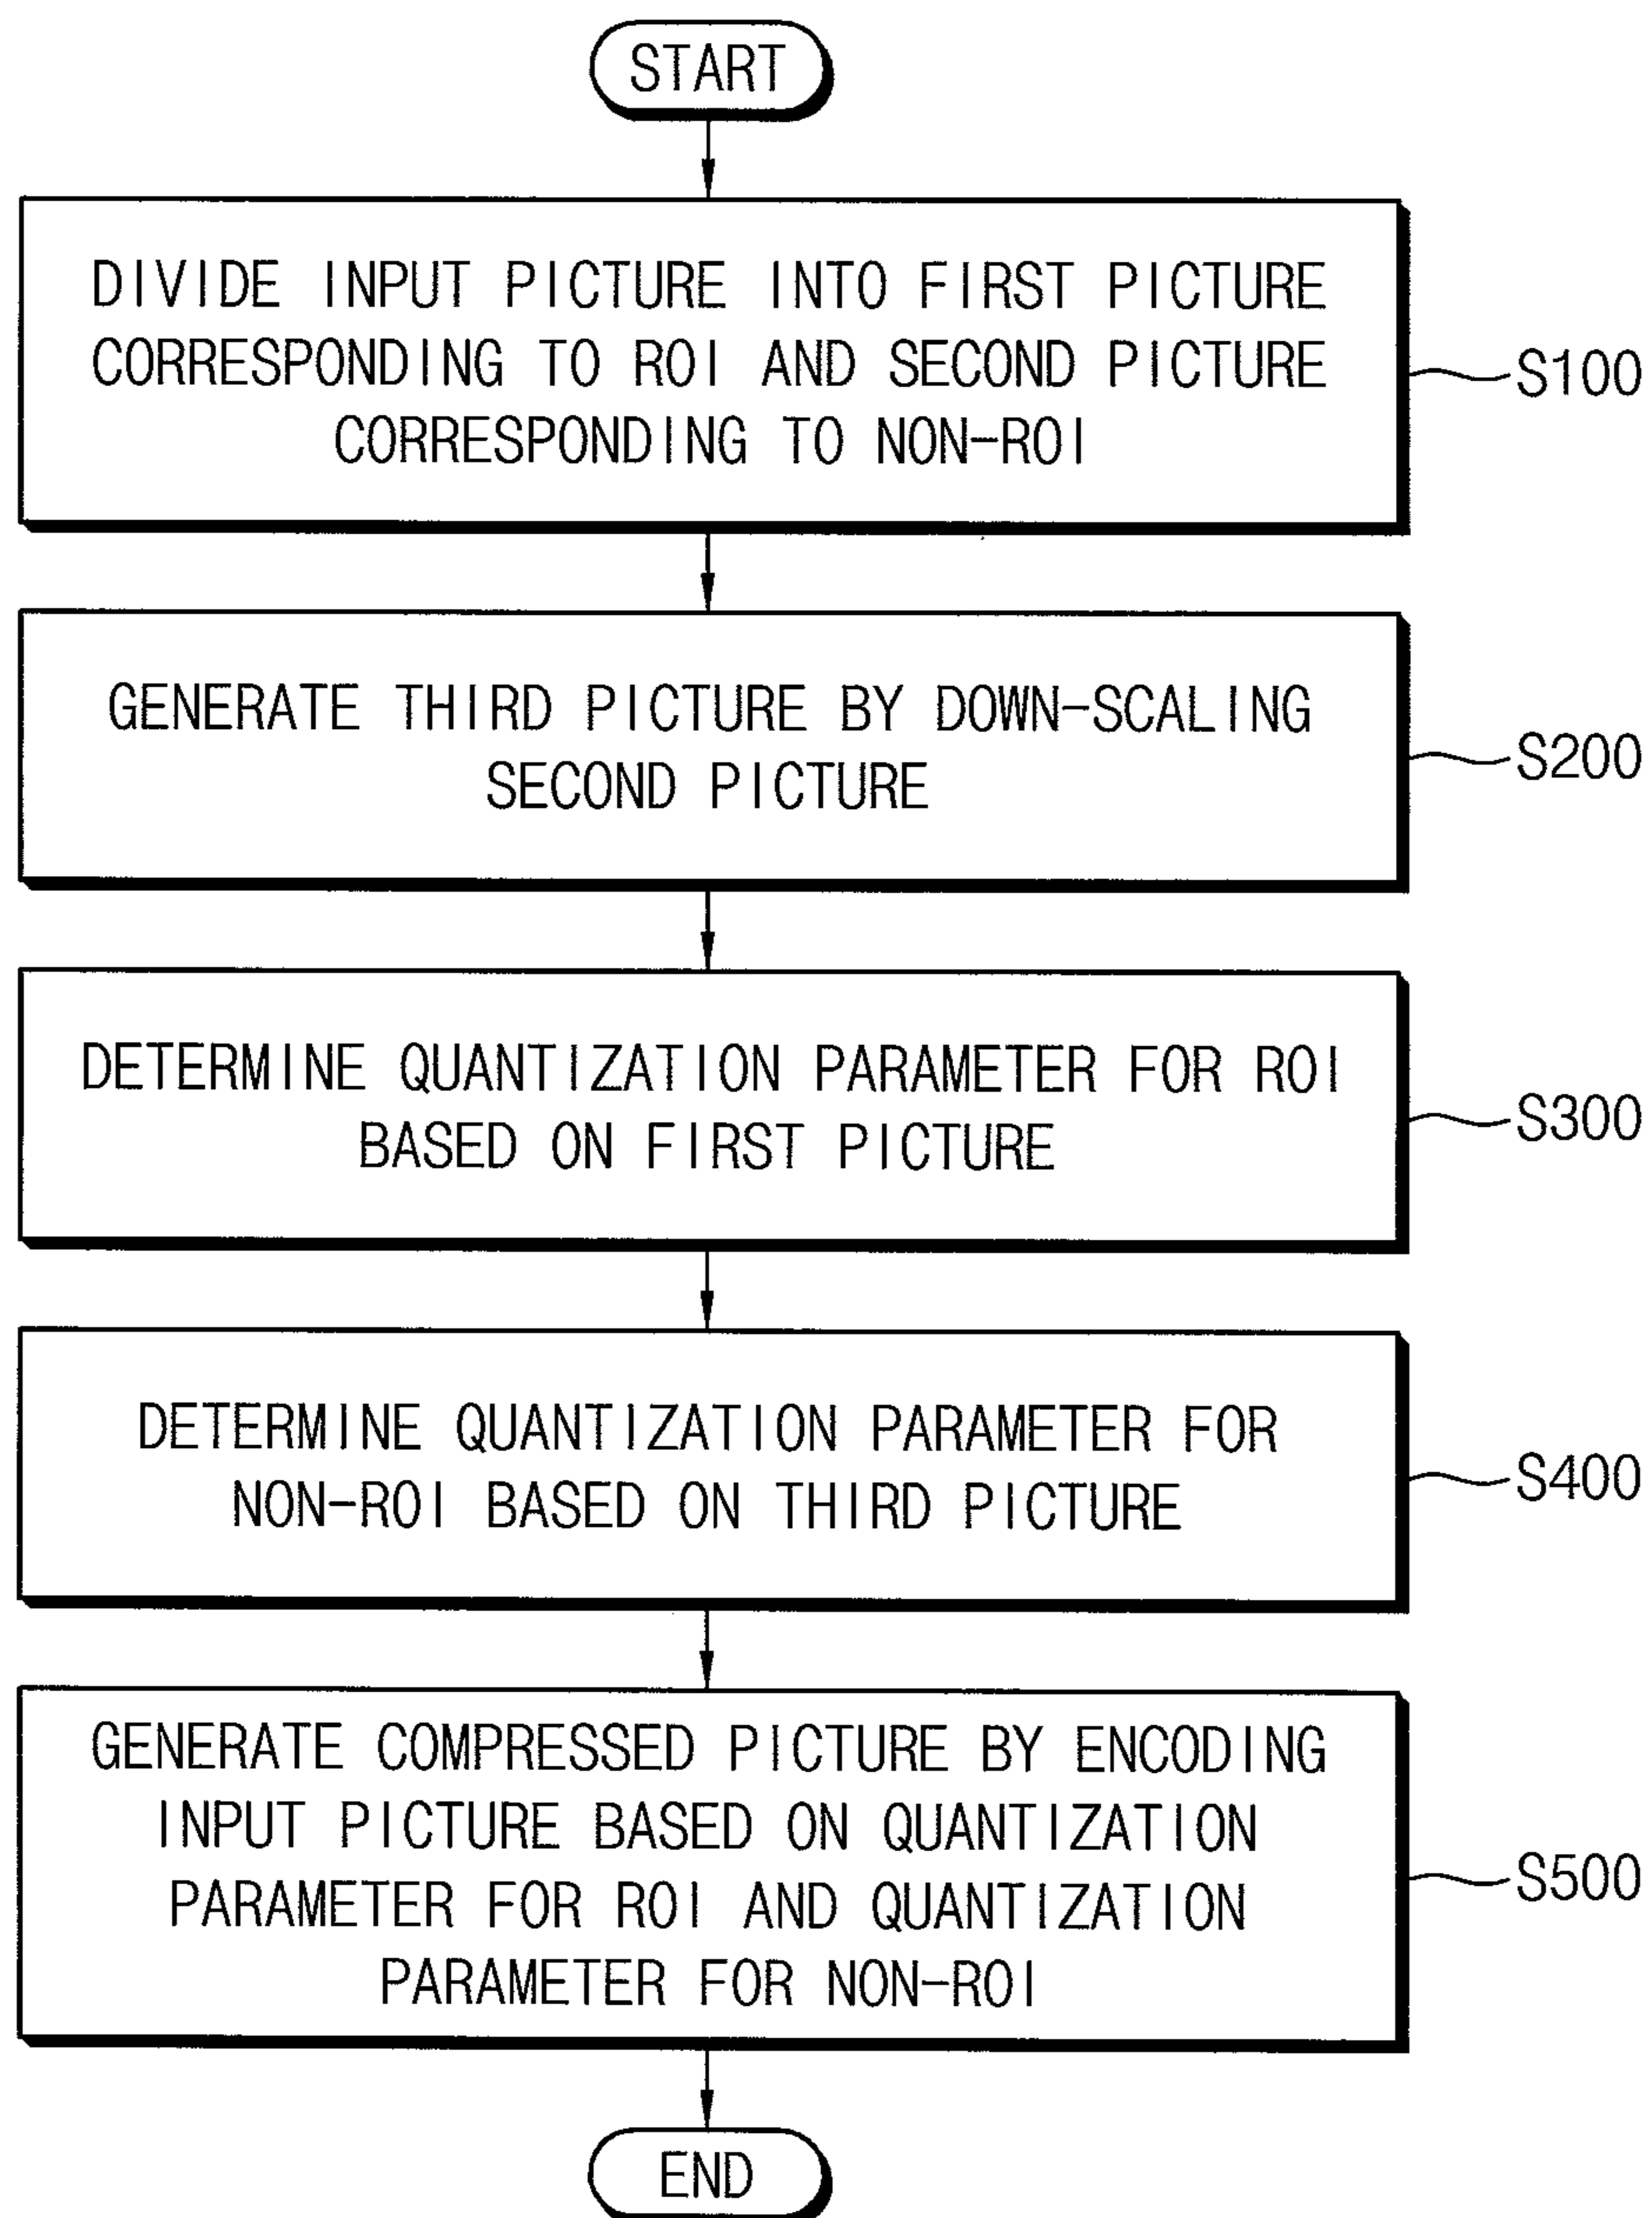 START
DIVIDE INPUT PICTURE INTO FIRST PICTURE
CORRESPONDING TO ROI AND SECOND PICTURE
CORRESPONDING TO NON-ROI
S100
GENERATE THIRD PICTURE BY DOWN-SCALING
SECOND PICTURE
S200
DETERMINE QUANTIZATION PARAMETER FOR ROI
BASED ON FIRST PICTURE
S300
DETERMINE QUANTIZATION PARAMETER FOR
NON-ROI BASED ON THIRD PICTURE
S400
GENERATE COMPRESSED PICTURE BY ENCODING
INPUT PICTURE BASED ON QUANTIZATION
PARAMETER FOR ROI AND QUANTIZATION
PARAMETER FOR NON-ROI
S500
END